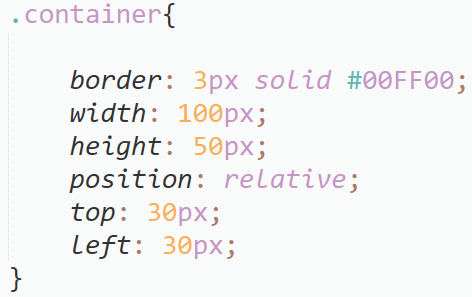 .container{
border: 3px solid #00FF00;
width: 100px;
height: 50px;
position: relative;
top: 30px;
left: 30px;
}